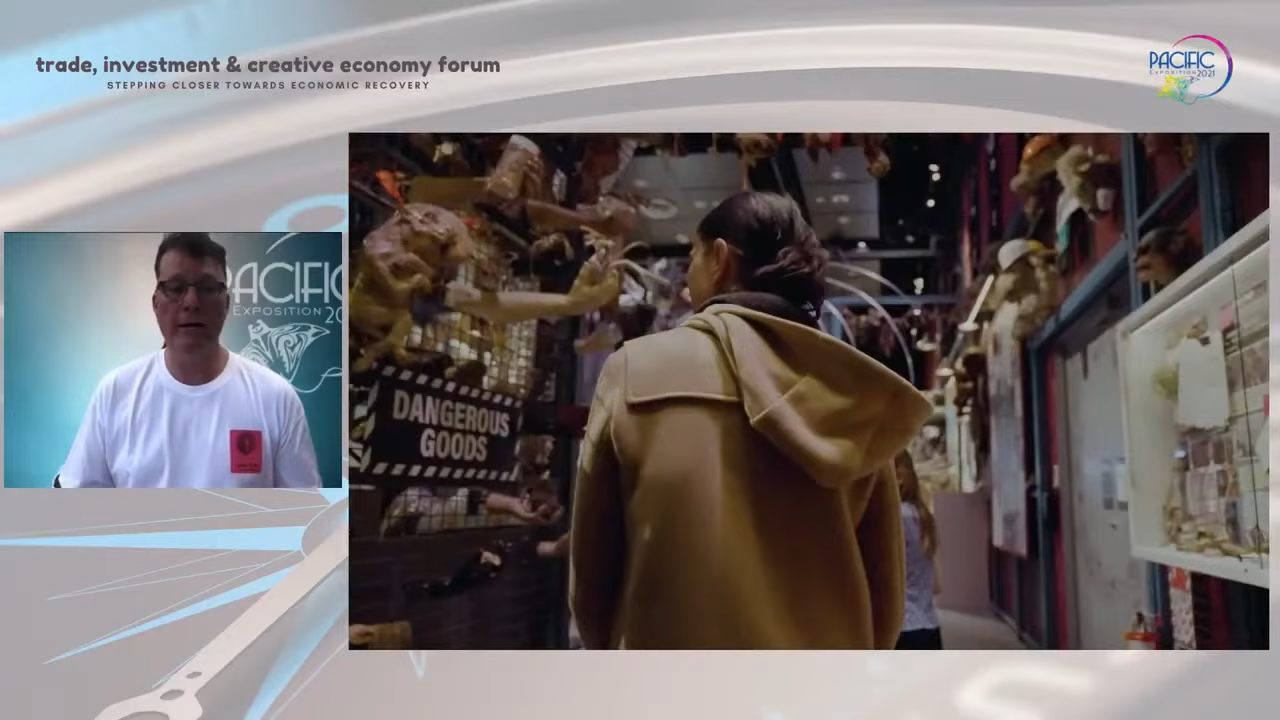 trade, investment & creative economy forum
STEPPING CLOSER TOWARDS ECONOMIC RECOVERY
PACIFIC
EXPOSITION 2021
PACIFIC
EXPOSITION 20
DANGEROUS
GOODS